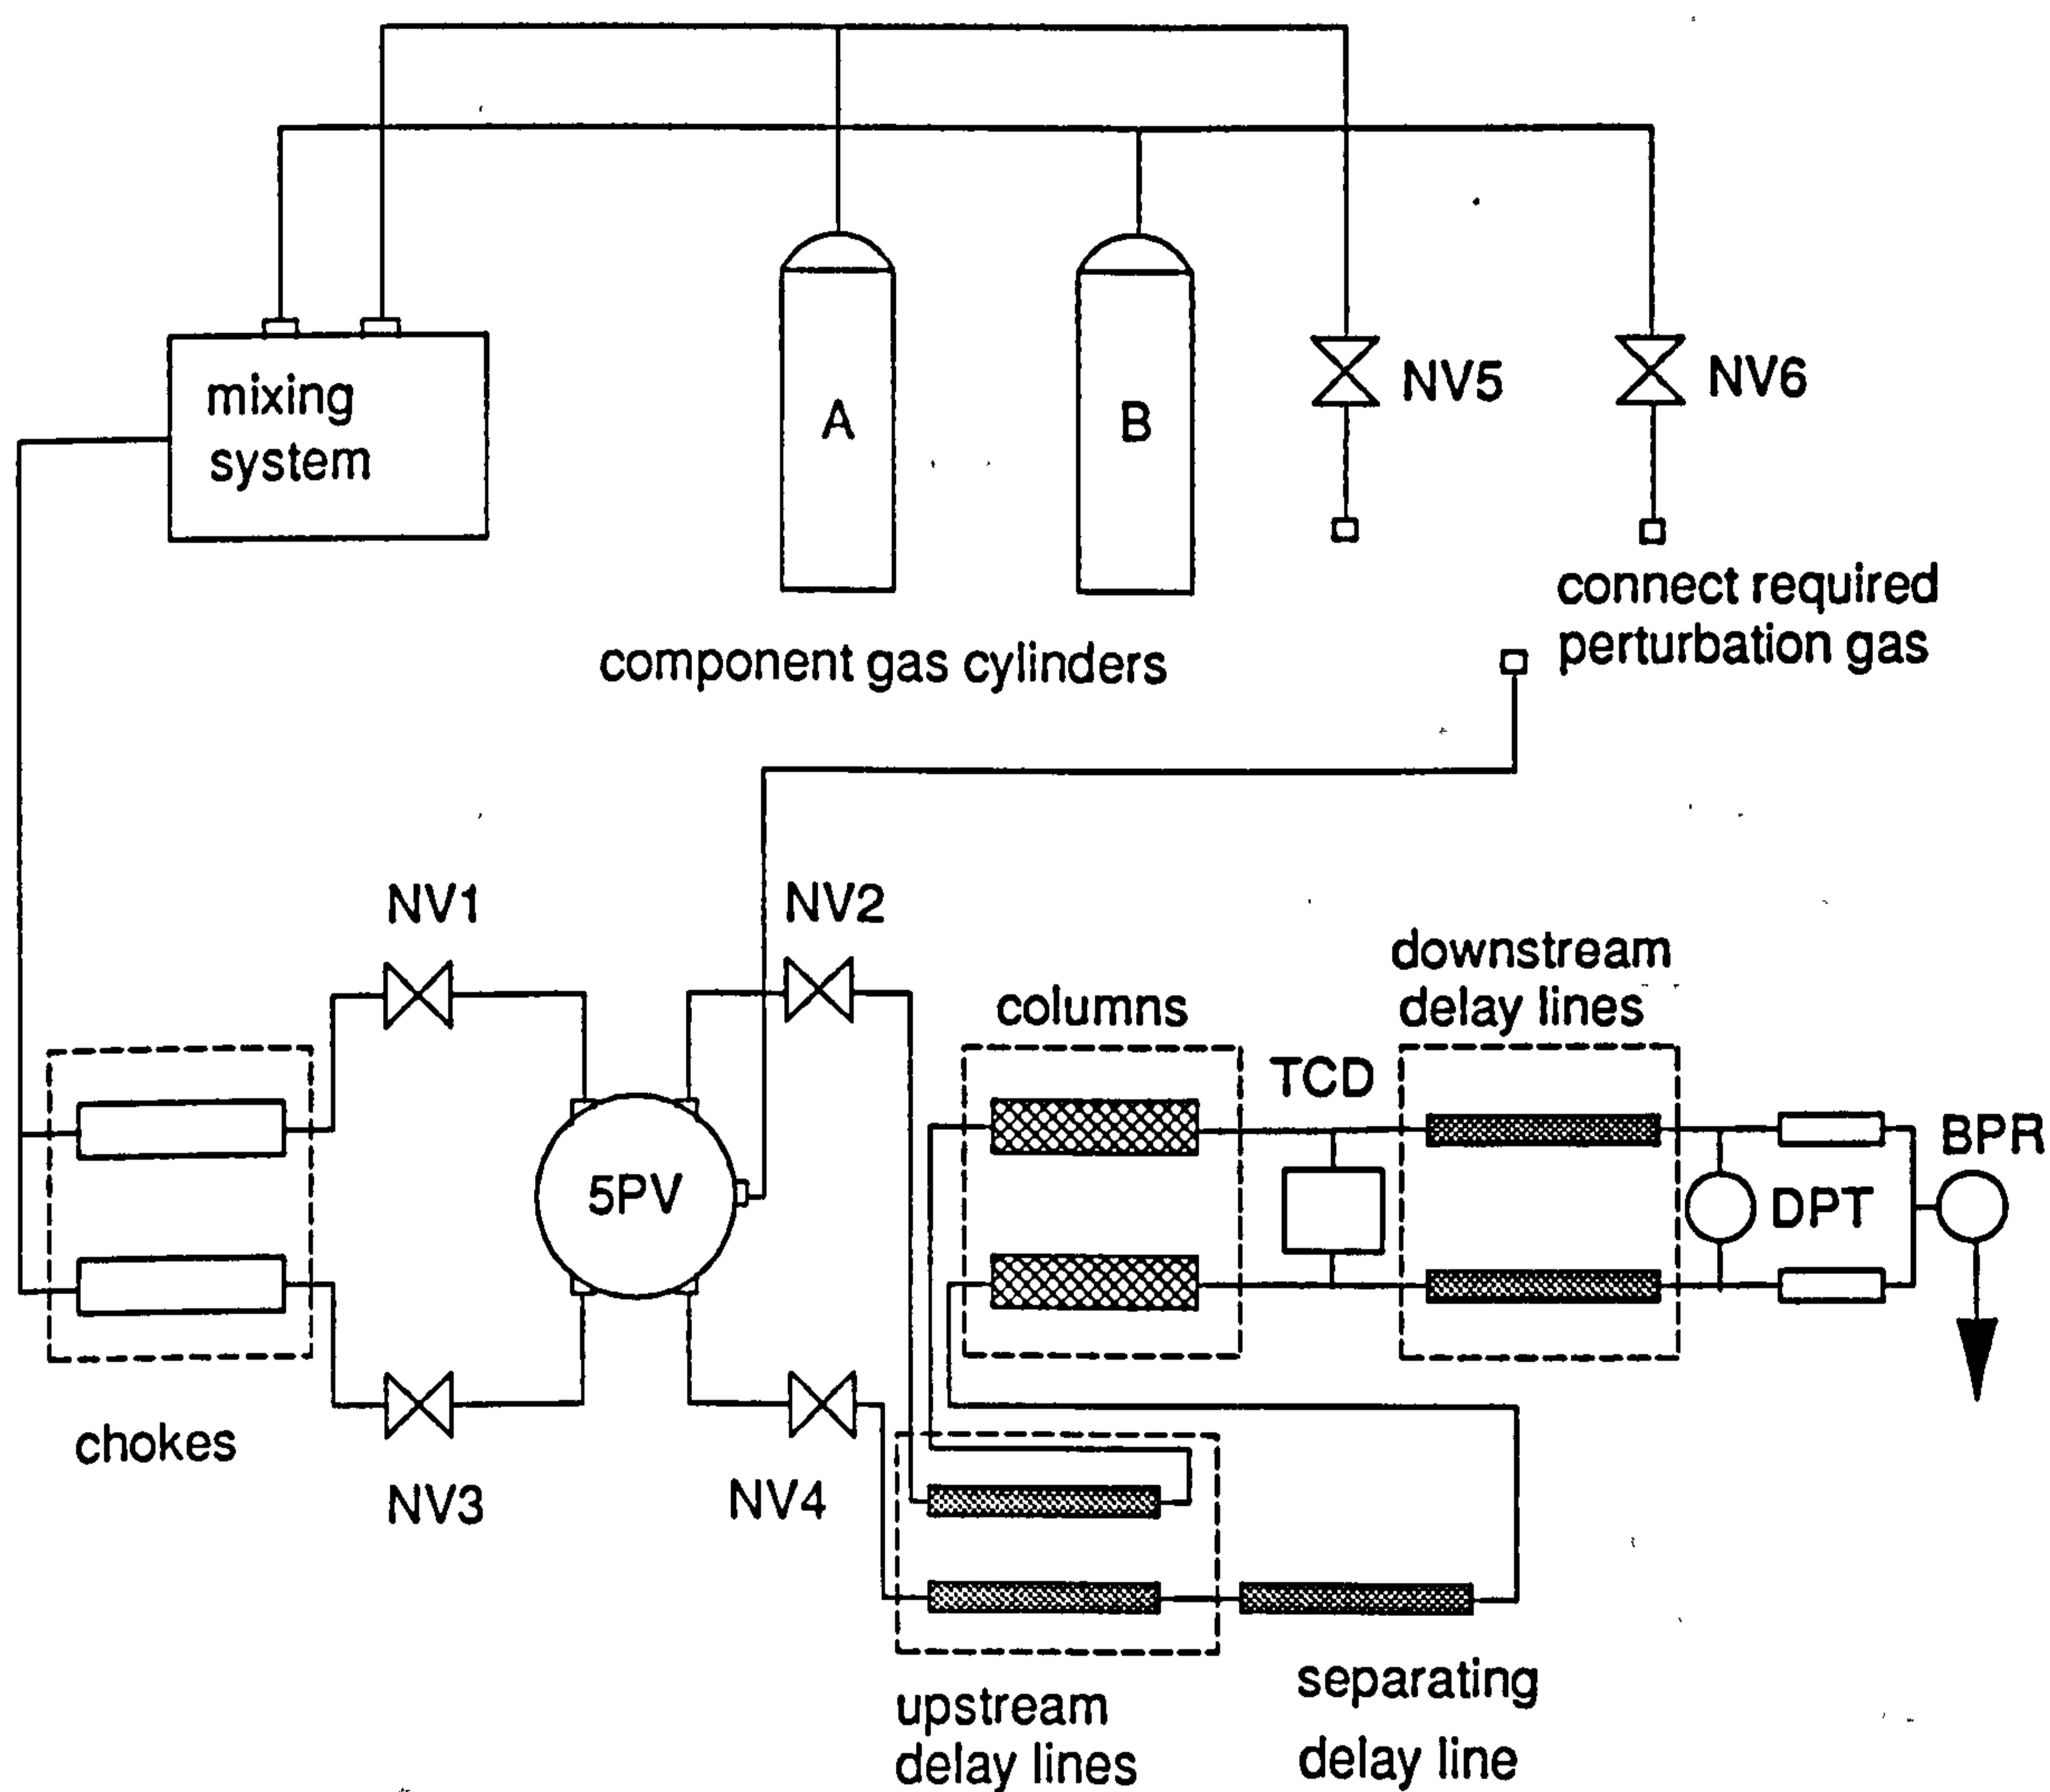 mixing
system
A
B
NV5
NV6
connect required
perturbation gas
component gas cylinders
NV1
NV2
downstream
delay lines
columns
TCD
BPR
5PV
DPT
chokes
NV3
NV4
upstream
delay lines
separating
delay line